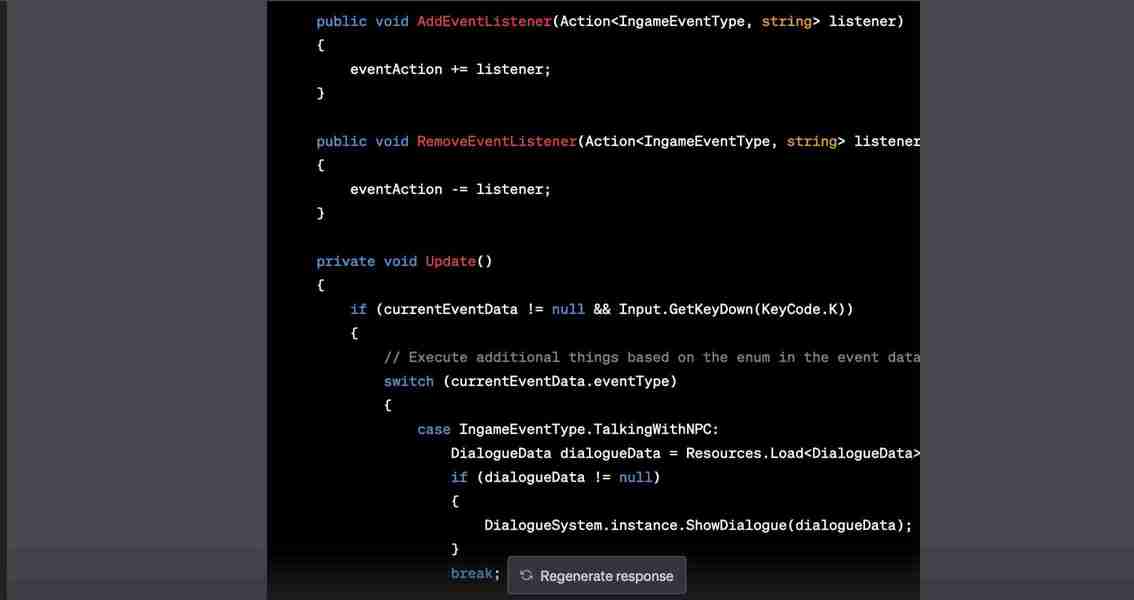 public void AddEventListener(Action<IngameEventType, string> listener)
{
    eventAction += listener;
}
public void RemoveEventListener(Action<IngameEventType, string> listener
{
    eventAction -= listener;
}
private void Update()
{
    if (currentEventData != null && Input.GetKeyDown(KeyCode.K))
    {
        // Execute additional things based on the enum in the event data
        switch (currentEventData.eventType)
        {
            case IngameEventType.TalkingWithNPC:
                DialogueData dialogueData = Resources.Load<DialogueData>
                if (dialogueData != null)
                {
                    DialogueSystem.instance.ShowDialogue(dialogueData);
                }
                break;
Regenerate response